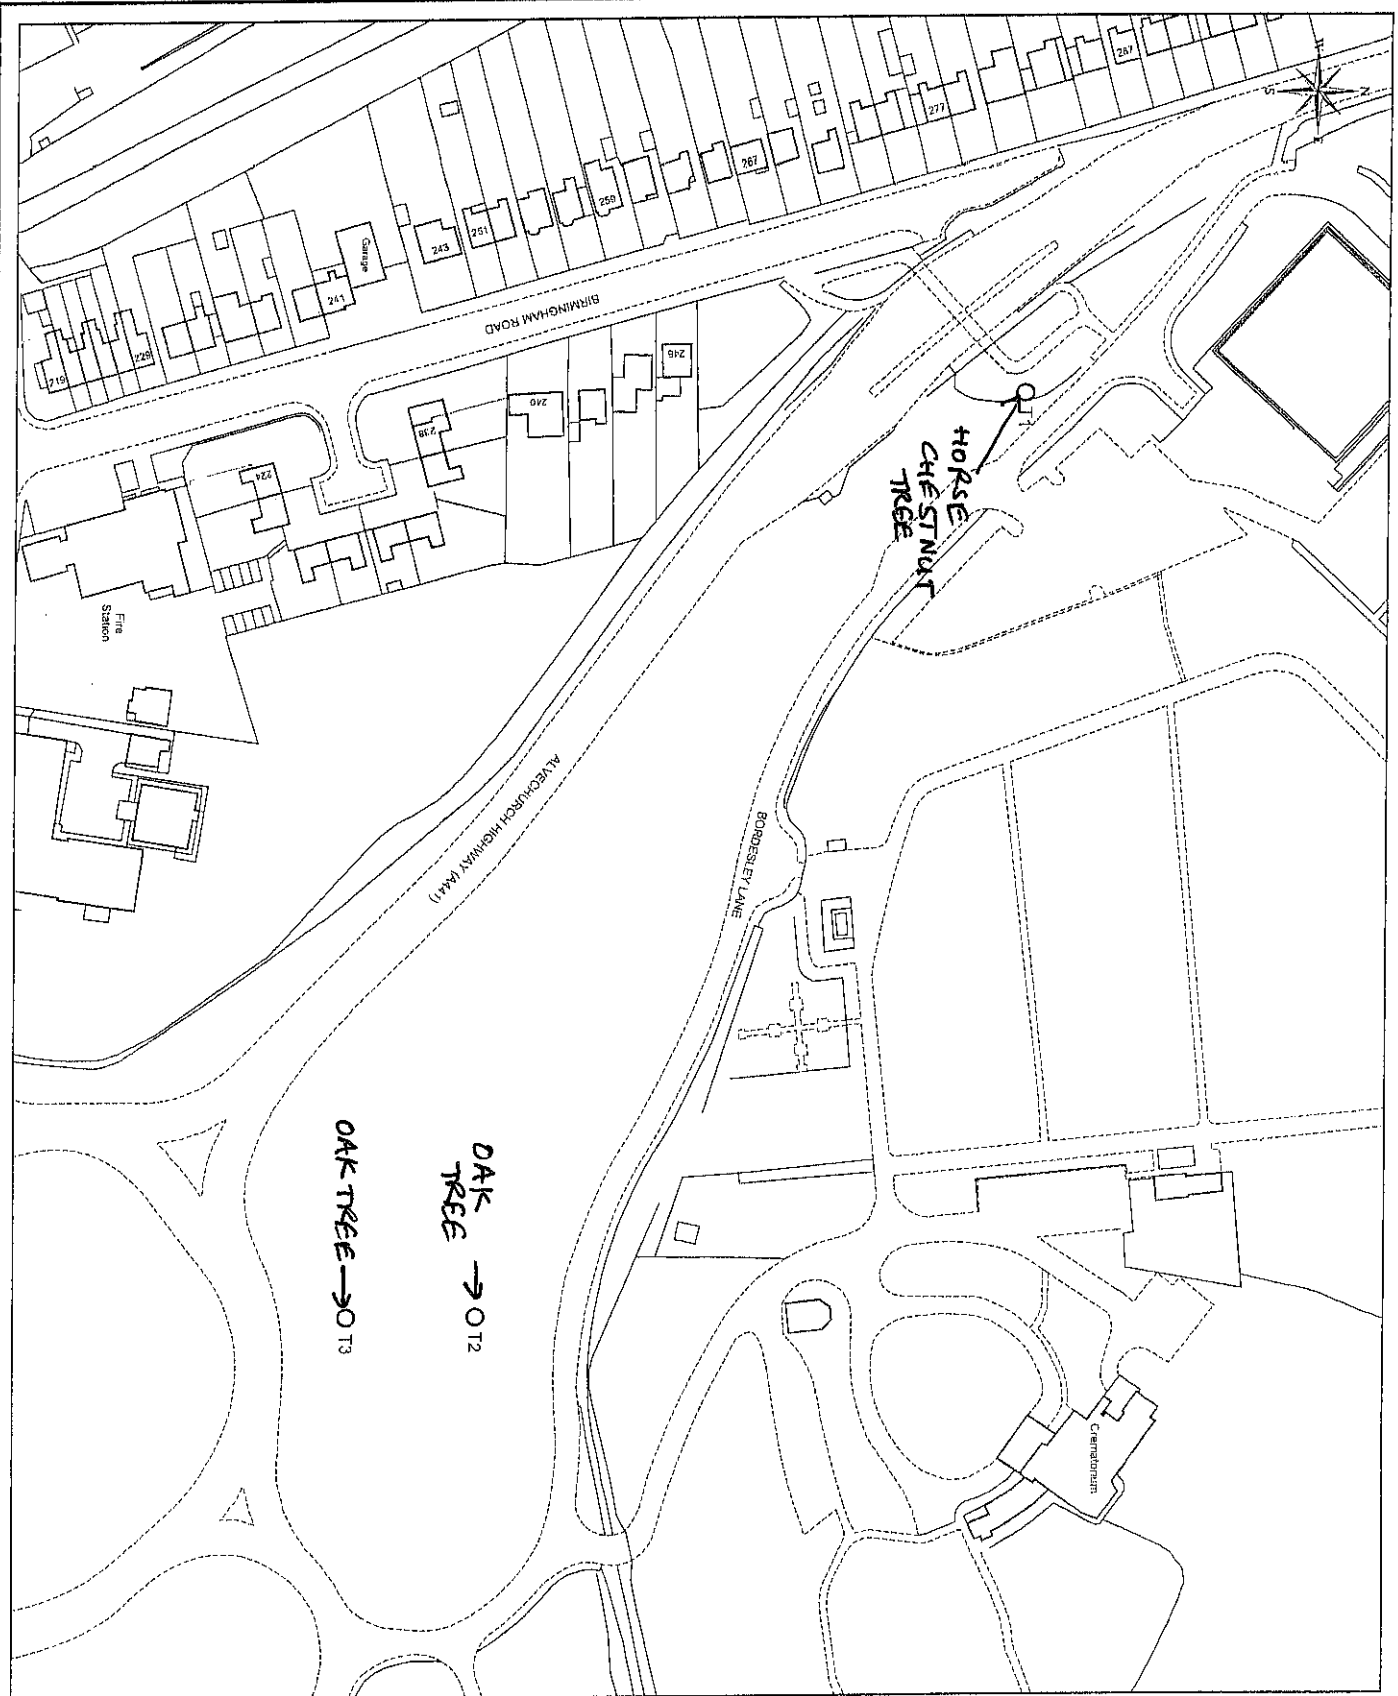 N
S
287
277
267
259
251
243
Garage
241
229
219
BIRMINGHAM ROAD
246
240
238
224
Fire
Station
T1
HORSE
CHESTNUT
TREE
ALVECHURCH HIGHWAY (A441)
BORDESLEY LANE
OAK
TREE → T2
OAK TREE → T3
Crematorium